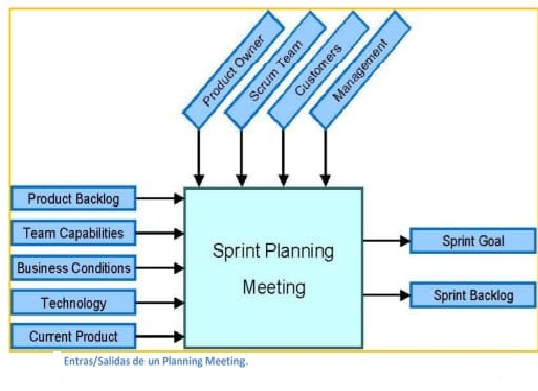 Product Owner
Scrum Team
Customers
Management
Product Backlog
Team Capabilities
Business Conditions
Technology
Current Product
Sprint Planning
Meeting
Sprint Goal
Sprint Backlog
Entras/Salidas de un Planning Meeting.